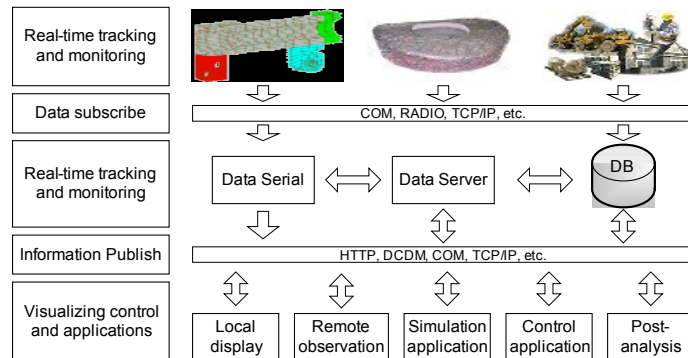 Real-time tracking
and monitoring
Data subscribe
COM, RADIO, TCP/IP, etc.
Real-time tracking
and monitoring
Data Serial
Data Server
DB
Information Publish
HTTP, DCDM, COM, TCP/IP, etc.
Visualizing control
and applications
Local
display
Remote
observation
Simulation
application
Control
application
Post-
analysis